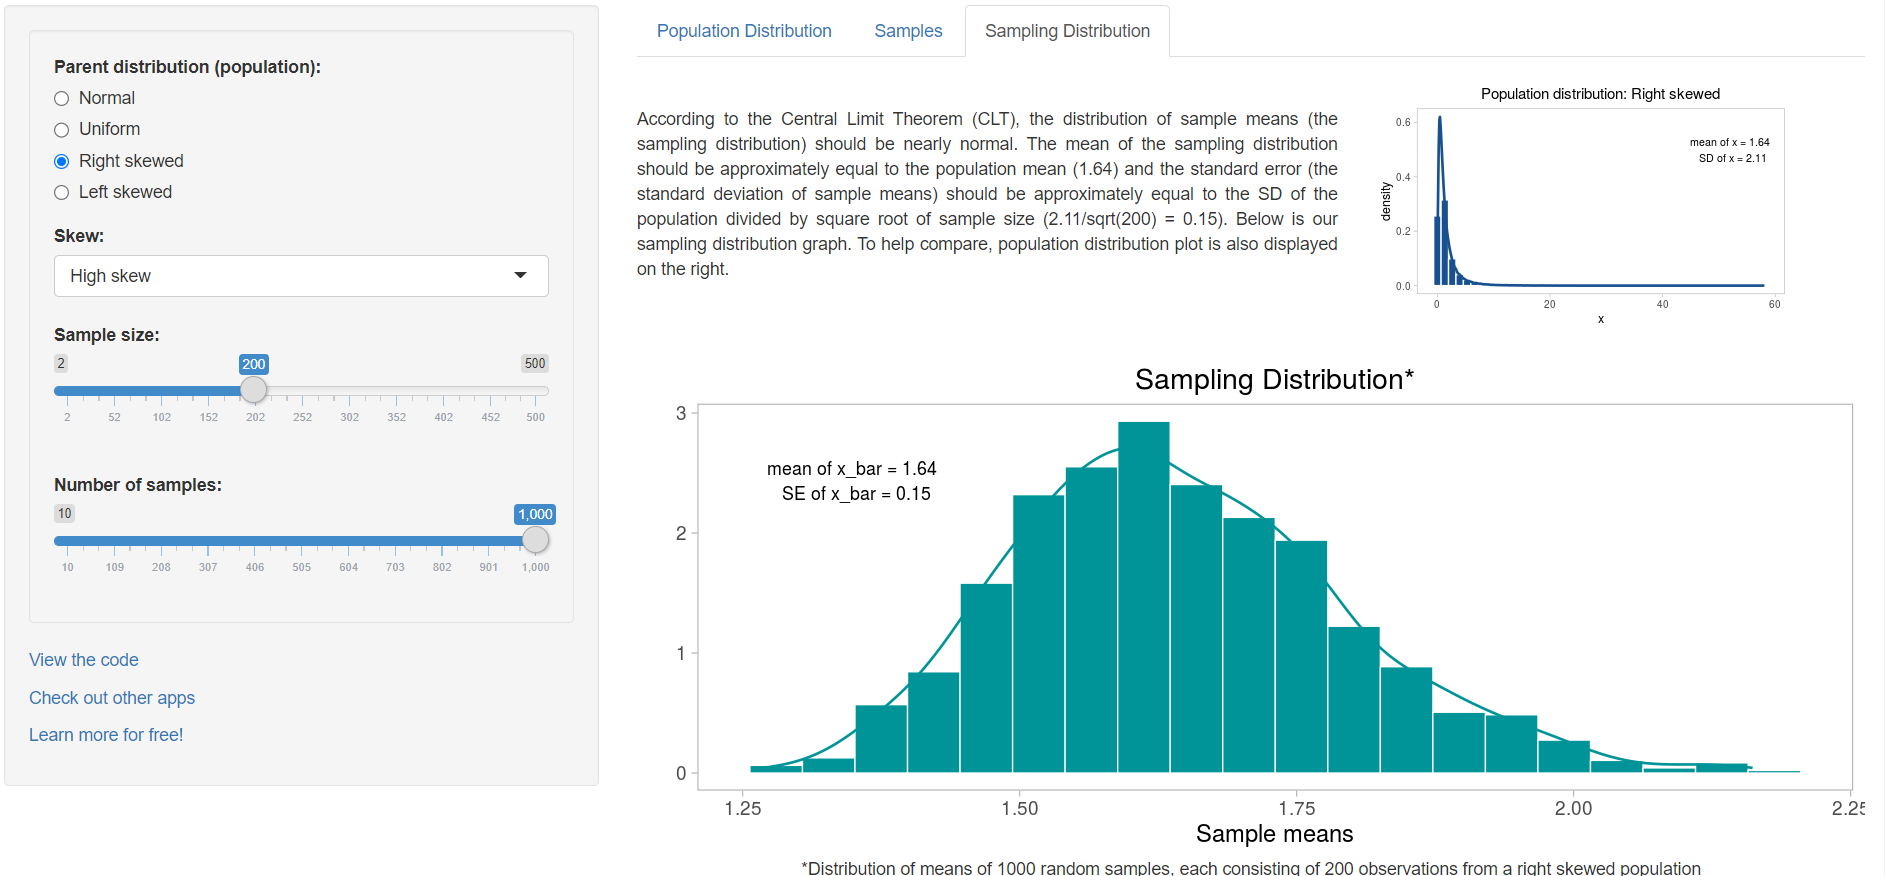 Parent distribution (population):
Normal
Uniform
Right skewed
Left skewed
Skew:
High skew
Sample size:
2 200 500
2 52 102 152 202 252 302 352 402 452 500
Number of samples:
10 1,000
10 109 208 307 406 505 604 703 802 901 1,000
View the code
Check out other apps
Learn more for free!
Population Distribution Samples Sampling Distribution
According to the Central Limit Theorem (CLT), the distribution of sample means (the
sampling distribution) should be nearly normal. The mean of the sampling distribution
should be approximately equal to the population mean (1.64) and the standard error (the
standard deviation of sample means) should be approximately equal to the SD of the
population divided by square root of sample size (2.11/sqrt(200) = 0.15). Below is our
sampling distribution graph. To help compare, population distribution plot is also displayed
on the right.
Population distribution: Right skewed
mean of x = 1.64
SD of x = 2.11
density
0.6
0.4
0.2
0.0
0 20 40 60
x
Sampling Distribution*
mean of x_bar = 1.64
SE of x_bar = 0.15
3
2
1
0
1.25 1.50 1.75 2.00 2.25
Sample means
*Distribution of means of 1000 random samples, each consisting of 200 observations from a right skewed population